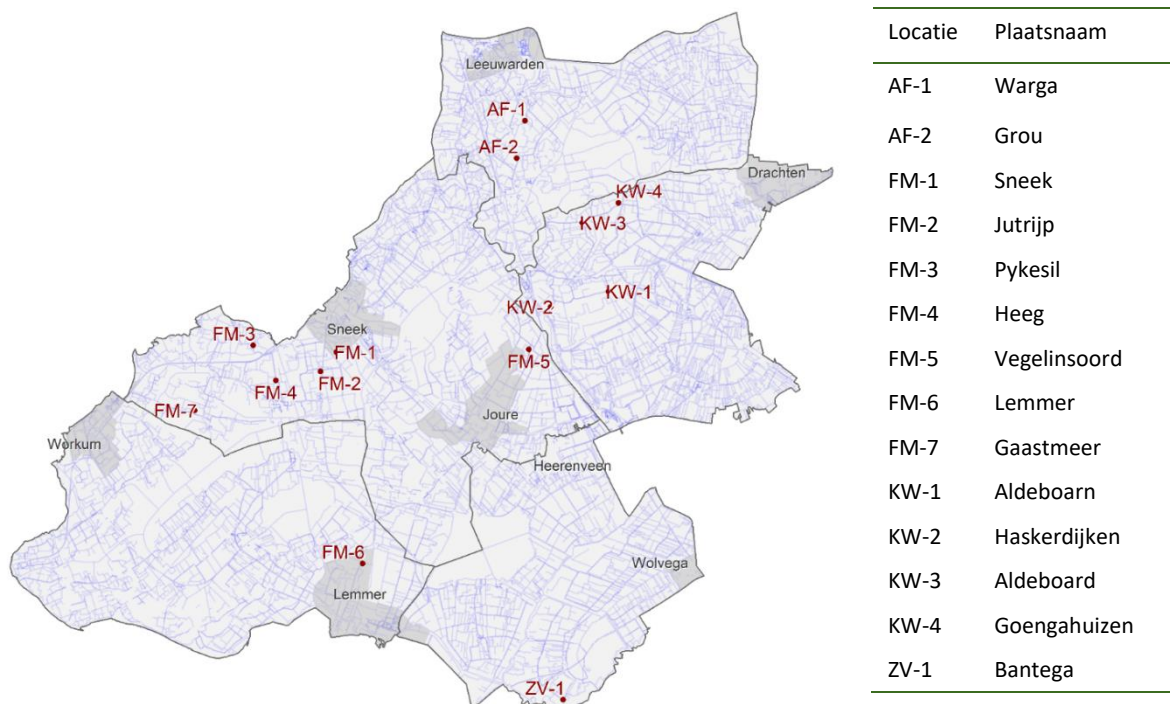 Leeuwarden
AF-1
AF-2
Drachten
KW-4
KW-3
KW-1
KW-2
Sneek
FM-3
FM-1
FM-5
FM-2
FM-4
FM-7
Joure
Workum
Heerenveen
FM-6
Wolvega
Lemmer
ZV-1
Locatie Plaatsnaam
AF-1 Warga
AF-2 Grou
FM-1 Sneek
FM-2 Jutrijp
FM-3 Pykesil
FM-4 Heeg
FM-5 Vegelinsoord
FM-6 Lemmer
FM-7 Gaastmeer
KW-1 Aldeboarn
KW-2 Haskerdijken
KW-3 Aldeboard
KW-4 Goengahuizen
ZV-1 Bantega